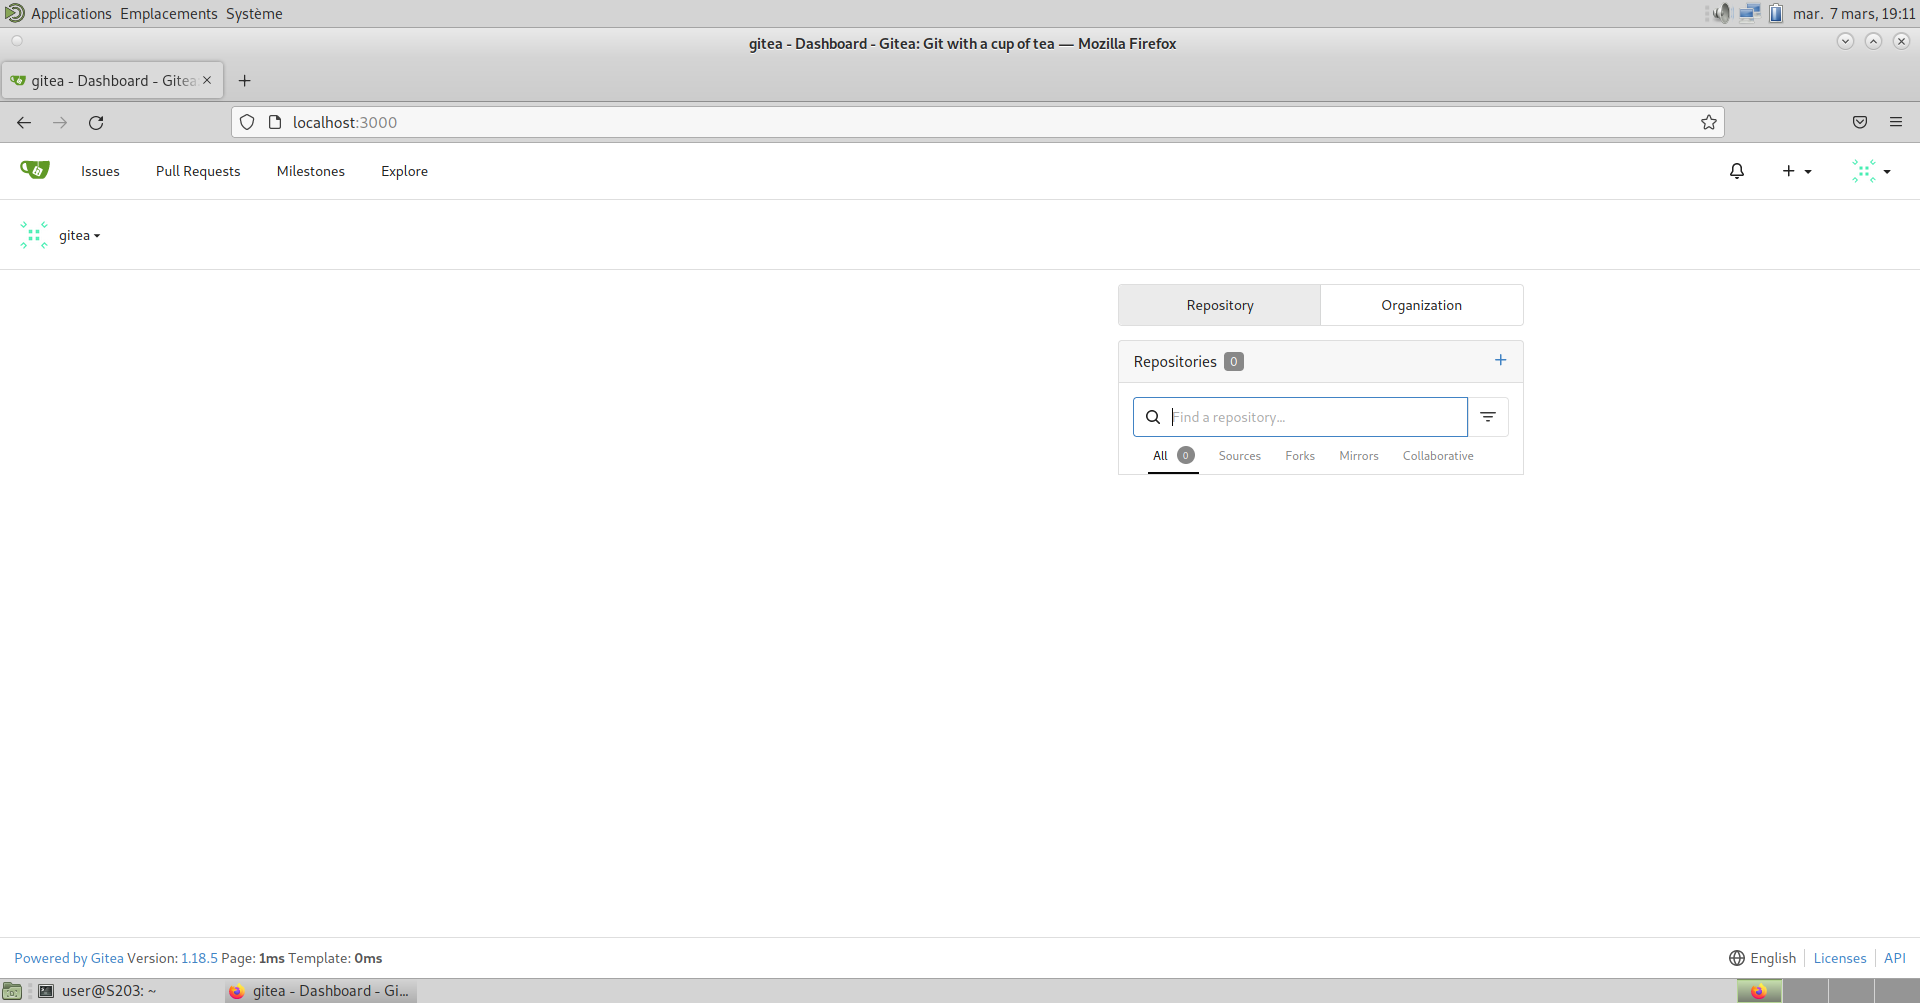 Applications Emplacements Système
mar. 7 mars, 19:11
gitea - Dashboard - Gitea: Git with a cup of tea — Mozilla Firefox
gitea - Dashboard - Gitea
localhost:3000
Issues Pull Requests Milestones Explore
gitea
Repository Organization
Repositories 0
Find a repository...
All 0 Sources Forks Mirrors Collaborative
Powered by Gitea Version: 1.18.5 Page: 1ms Template: 0ms
English Licenses API
user@S203: ~
gitea - Dashboard - Gi...